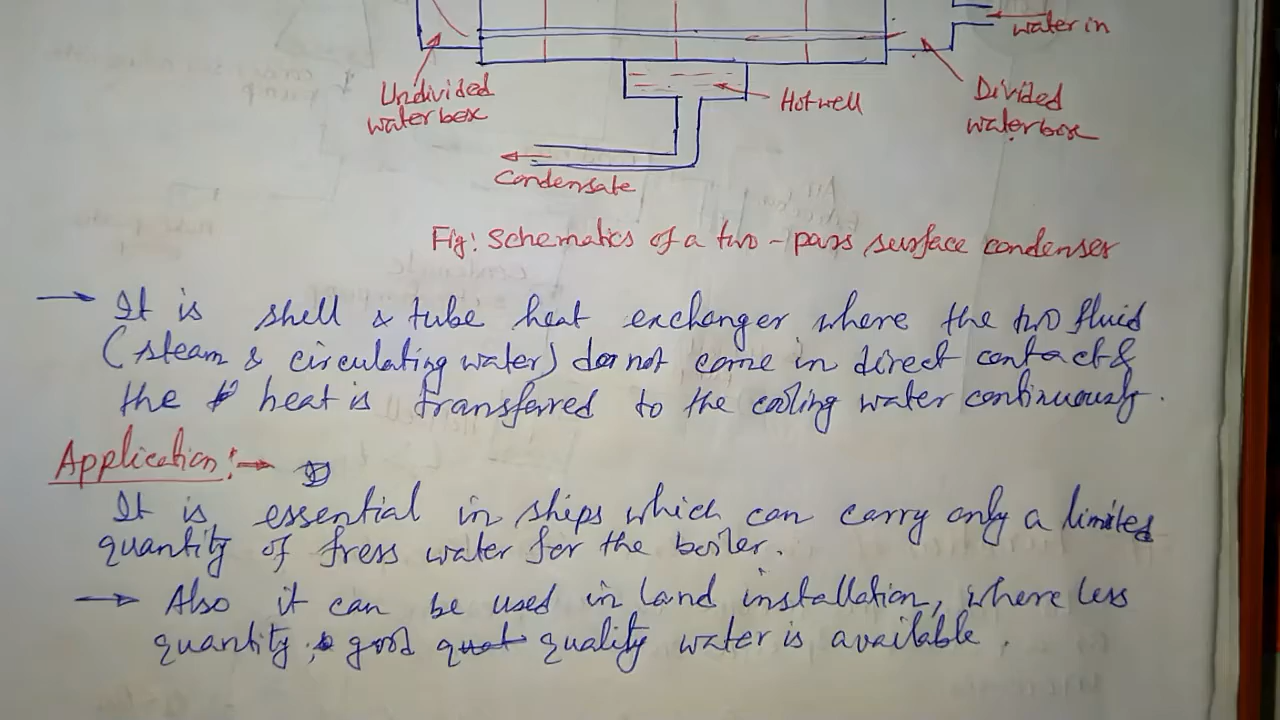 water in
Undivided
water box
Hotwell
Divided
water box
Condensate
Fig: Schematics of a two-pass surface condenser
→ It is shell & tube heat exchanger where the two fluid
(steam & circulating water) do not come in direct contact &
the heat is transferred to the cooling water continuously.
Application:→
It is essential in ships which can carry only a limited
quantity of fress water for the boiler.
→ Also it can be used in land installation, where less
quantity, good quality water is available.